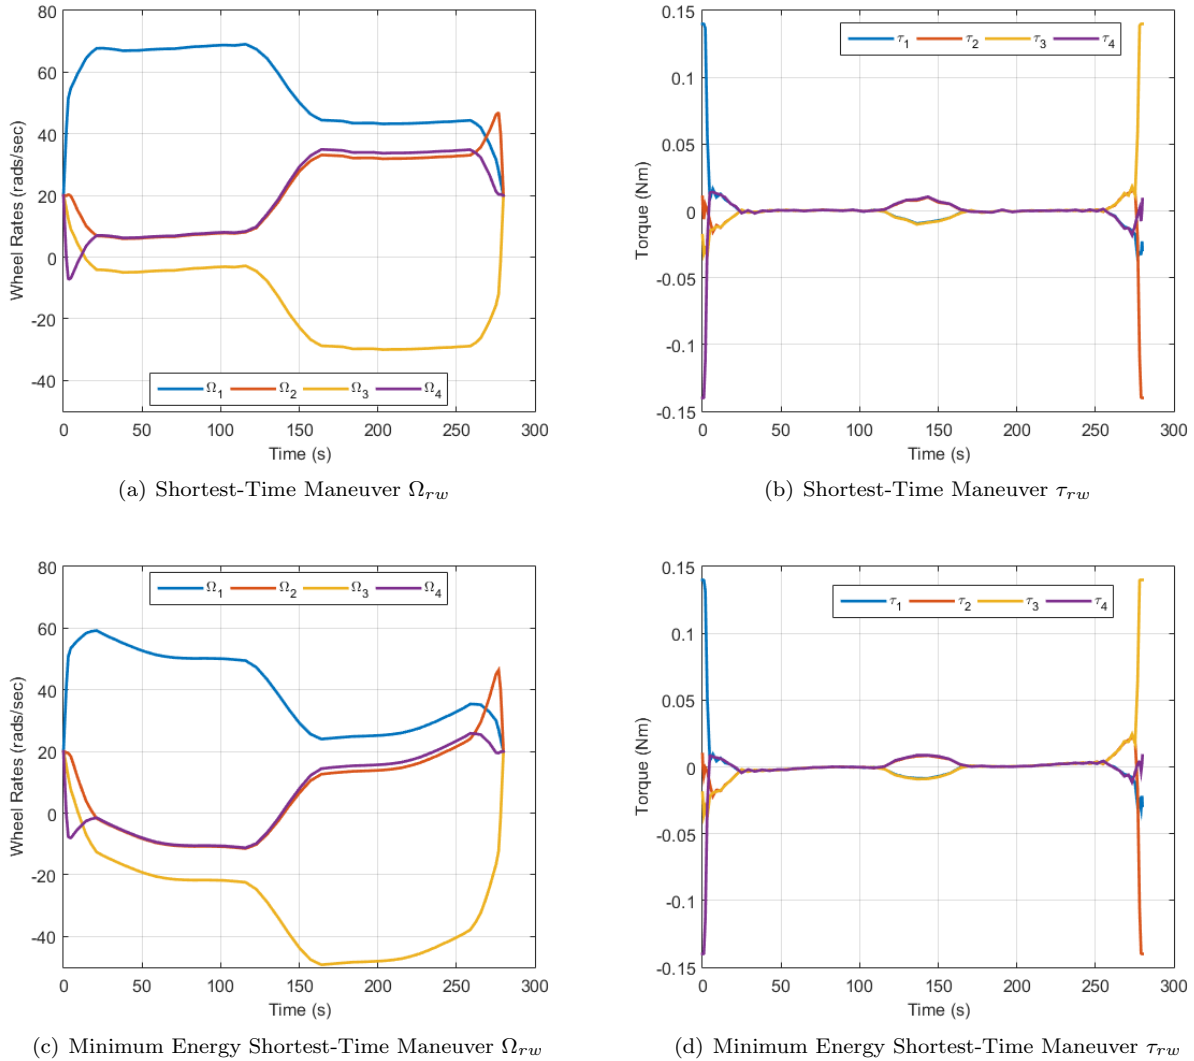 80
60
40
20
0
-20
-40
0 50 100 150 200 250 300
Wheel Rates (rads/sec)
Time (s)
Ω1 Ω2 Ω3 Ω4
(a) Shortest-Time Maneuver Ωrw
0.15
0.1
0.05
0
-0.05
-0.1
-0.15
0 50 100 150 200 250 300
Torque (Nm)
Time (s)
τ1 τ2 τ3 τ4
(b) Shortest-Time Maneuver τrw
80
60
40
20
0
-20
-40
0 50 100 150 200 250 300
Wheel Rates (rads/sec)
Time (s)
Ω1 Ω2 Ω3 Ω4
(c) Minimum Energy Shortest-Time Maneuver Ωrw
0.15
0.1
0.05
0
-0.05
-0.1
-0.15
0 50 100 150 200 250 300
Torque (Nm)
Time (s)
τ1 τ2 τ3 τ4
(d) Minimum Energy Shortest-Time Maneuver τrw